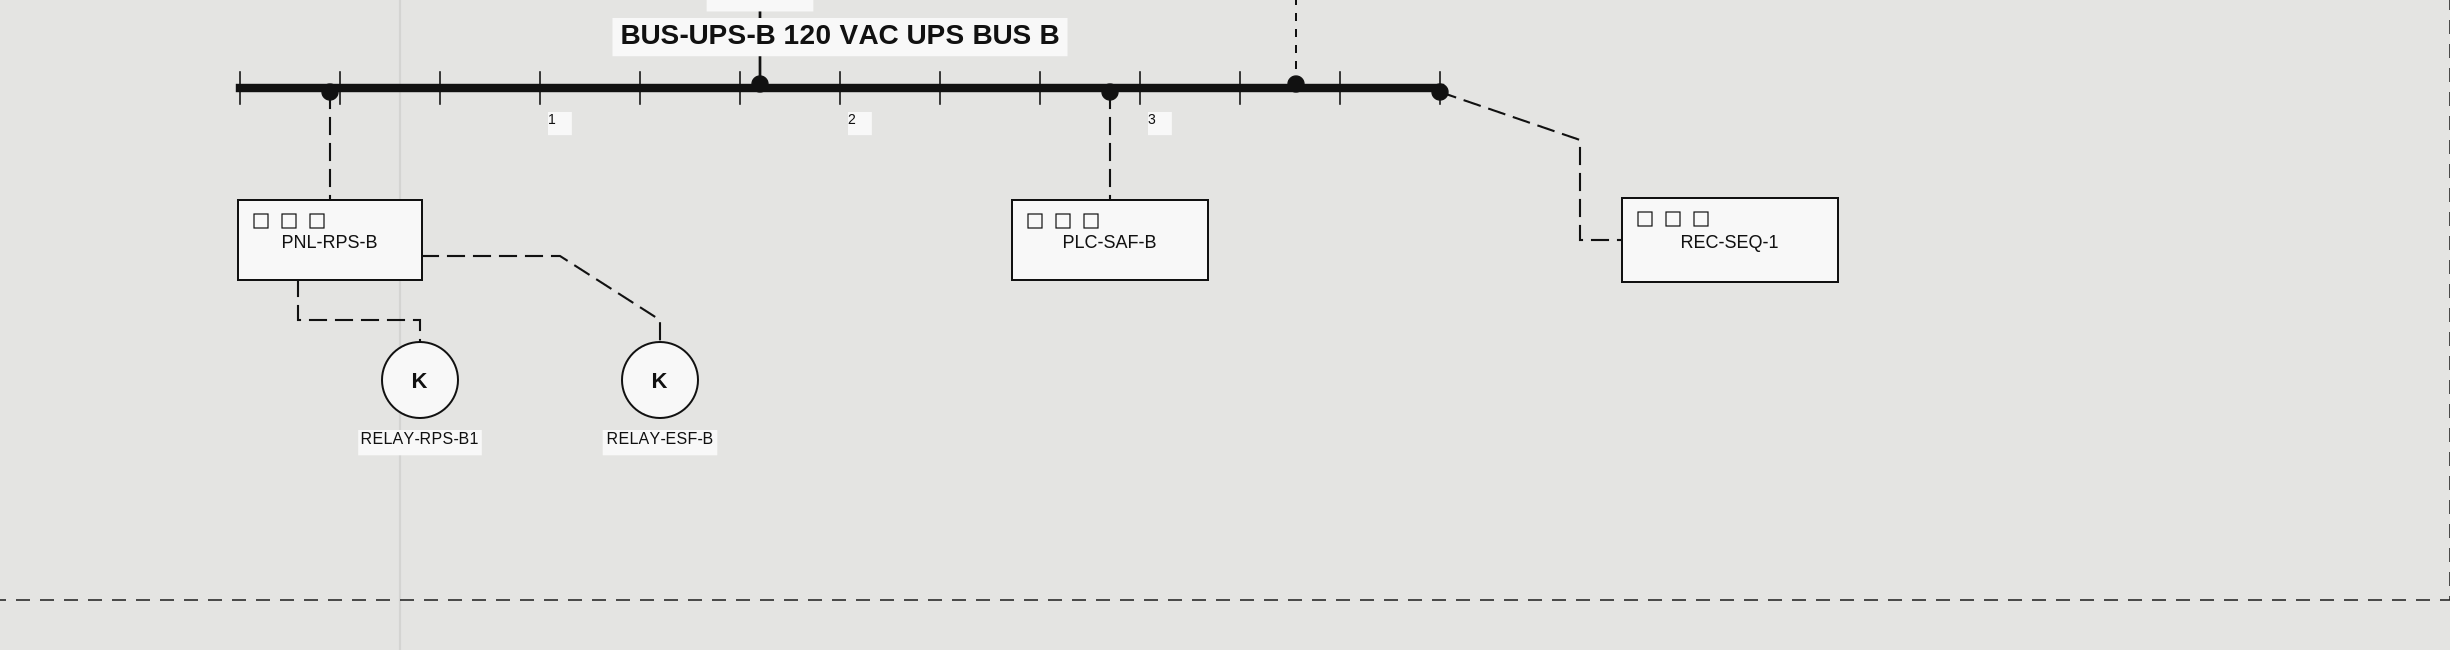 BUS-UPS-B 120 VAC UPS BUS B
1
2
3
PNL-RPS-B
PLC-SAF-B
REC-SEQ-1
K
K
RELAY-RPS-B1
RELAY-ESF-B